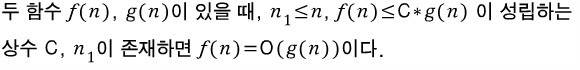 두 함수 f(n), g(n)이 있을 때, n₁≤n, f(n)≤C*g(n) 이 성립하는
상수 C, n₁이 존재하면 f(n)=O(g(n))이다.